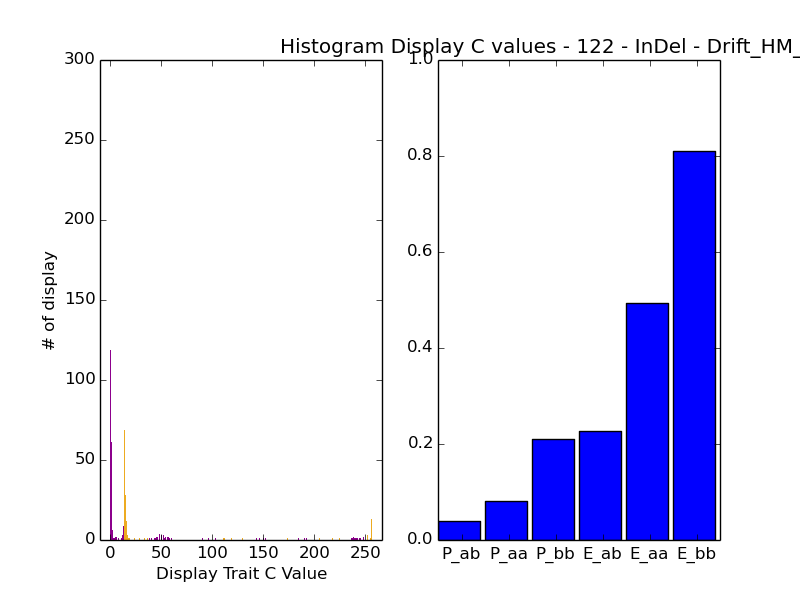 Histogram Display C values - 122 - InDel - Drift_HM_
300
250
200
150
100
50
0
# of display
0 50 100 150 200 250
Display Trait C Value
1.0
0.8
0.6
0.4
0.2
0.0
P_ab P_aa P_bb E_ab E_aa E_bb